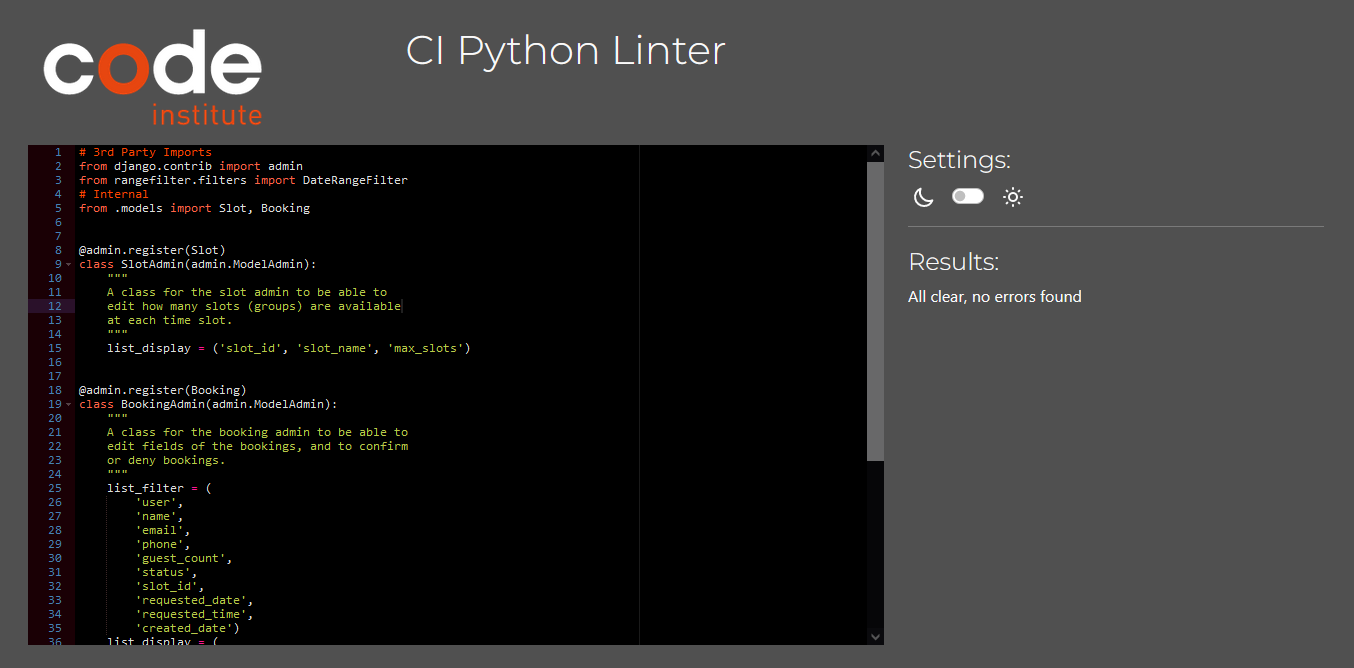 code
institute
CI Python Linter
1 # 3rd Party Imports
2 from django.contrib import admin
3 from rangefilter.filters import DateRangeFilter
4 # Internal
5 from .models import Slot, Booking
6
7
8 @admin.register(Slot)
9 class SlotAdmin(admin.ModelAdmin):
10     """
11     A class for the slot admin to be able to
12     edit how many slots (groups) are available
13     at each time slot.
14     """
15     list_display = ('slot_id', 'slot_name', 'max_slots')
16
17
18 @admin.register(Booking)
19 class BookingAdmin(admin.ModelAdmin):
20     """
21     A class for the booking admin to be able to
22     edit fields of the bookings, and to confirm
23     or deny bookings.
24     """
25     list_filter = (
26         'user',
27         'name',
28         'email',
29         'phone',
30         'guest_count',
31         'status',
32         'slot_id',
33         'requested_date',
34         'requested_time',
35         'created_date')
36     list_display = (
Settings:
Results:
All clear, no errors found